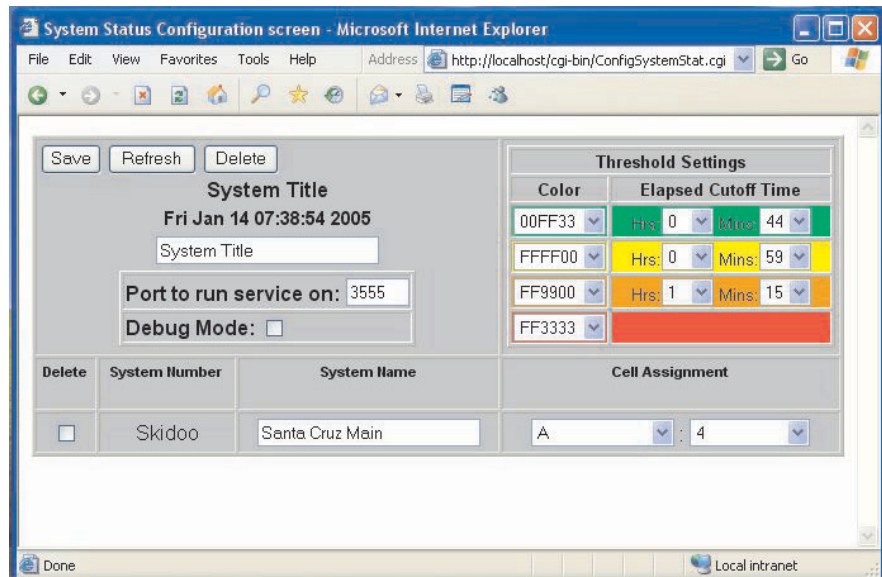 System Status Configuration screen - Microsoft Internet Explorer
File Edit View Favorites Tools Help Address http://localhost/cgi-bin/ConfigSystemStat.cgi Go
Save Refresh Delete
System Title
Fri Jan 14 07:38:54 2005
System Title
Port to run service on: 3555
Debug Mode:
Threshold Settings
Color Elapsed Cutoff Time
00FF33 Hrs: 0 Mins: 44
FFFF00 Hrs: 0 Mins: 59
FF9900 Hrs: 1 Mins: 15
FF3333
Delete System Number System Name Cell Assignment
Skidoo Santa Cruz Main A : 4
Done Local intranet